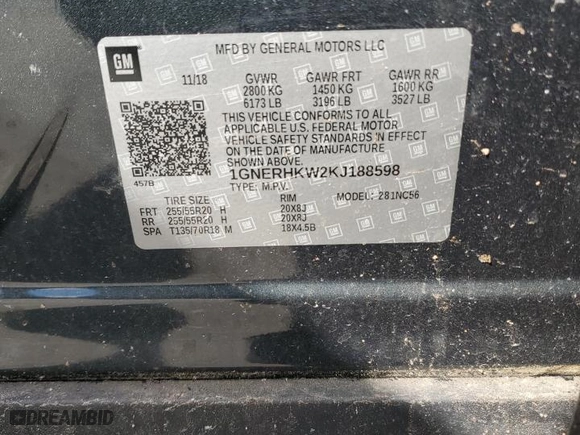 MFD BY GENERAL MOTORS LLC
GM
11/18 GVWR GAWR FRT GAWR RR
2800 KG 1450 KG 1600 KG
6173 LB 3196 LB 3527 LB
THIS VEHICLE CONFORMS TO ALL
APPLICABLE U.S. FEDERAL MOTOR
VEHICLE SAFETY STANDARDS IN EFFECT
ON THE DATE OF MANUFACTURE
SHOWN ABOVE.
1GNERHKW2KJ188598
457B TYPE: M.P.V. MODEL: 281NC56
TIRE SIZE RIM
FRT 255/55R20 H 20X8J
RR 255/55R20 H 20X8J
SPA T135/70R18 M 18X4.5B
DREAMBID